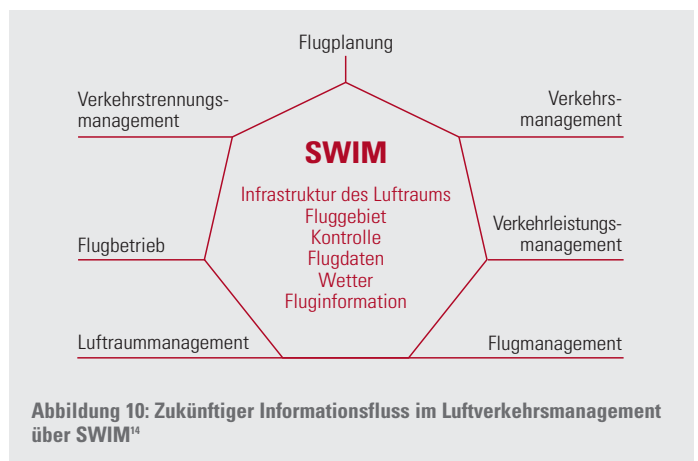 Flugplanung
Verkehrstrennungs-
management
Verkehrs-
management
SWIM
Infrastruktur des Luftraums
Fluggebiet
Kontrolle
Flugdaten
Wetter
Fluginformation
Flugbetrieb
Verkehrleistungs-
management
Luftraummanagement
Flugmanagement
Abbildung 10: Zukünftiger Informationsfluss im Luftverkehrsmanagement
über SWIM¹⁴